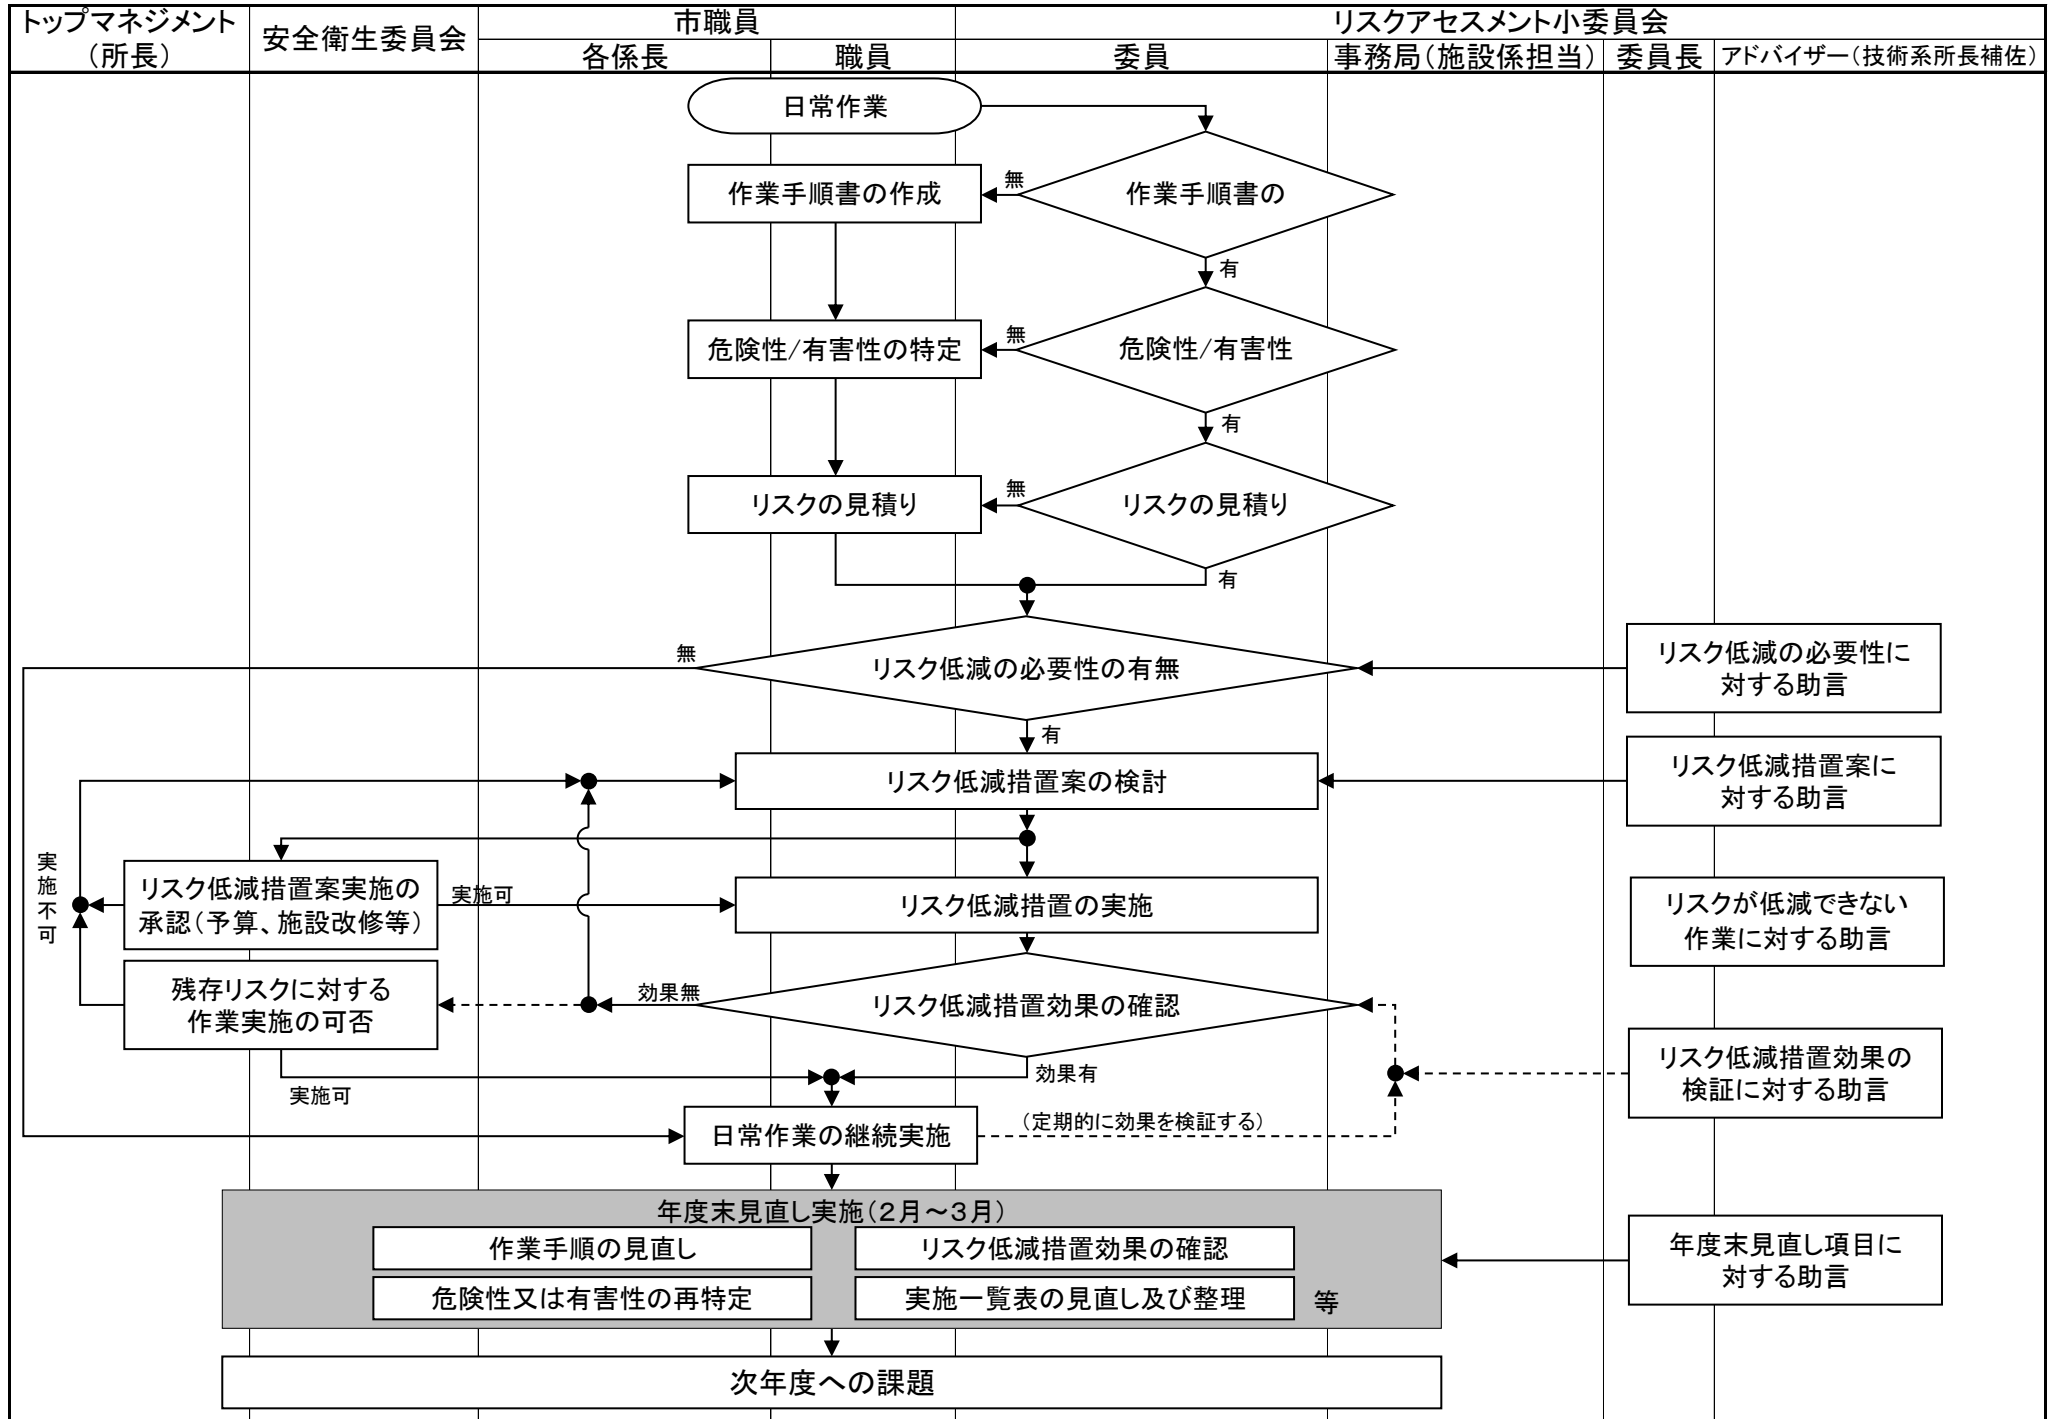 トップマネジメント
（所長）
安全衛生委員会
市職員
リスクアセスメント小委員会
各係長
職員
委員
事務局（施設係担当）
委員長
アドバイザー（技術系所長補佐）
日常作業
作業手順書の作成
無
作業手順書の
有
危険性/有害性の特定
無
危険性/有害性
有
リスクの見積り
無
リスクの見積り
有
無
リスク低減の必要性の有無
リスク低減の必要性に
対する助言
有
リスク低減措置案の検討
リスク低減措置案に
対する助言
実施不可
リスク低減措置案実施の
承認（予算、施設改修等）
実施可
リスク低減措置の実施
リスクが低減できない
作業に対する助言
残存リスクに対する
作業実施の可否
効果無
リスク低減措置効果の確認
リスク低減措置効果の
検証に対する助言
実施可
効果有
日常作業の継続実施
（定期的に効果を検証する）
年度末見直し実施（２月～３月）
作業手順の見直し
リスク低減措置効果の確認
危険性又は有害性の再特定
実施一覧表の見直し及び整理
等
年度末見直し項目に
対する助言
次年度への課題